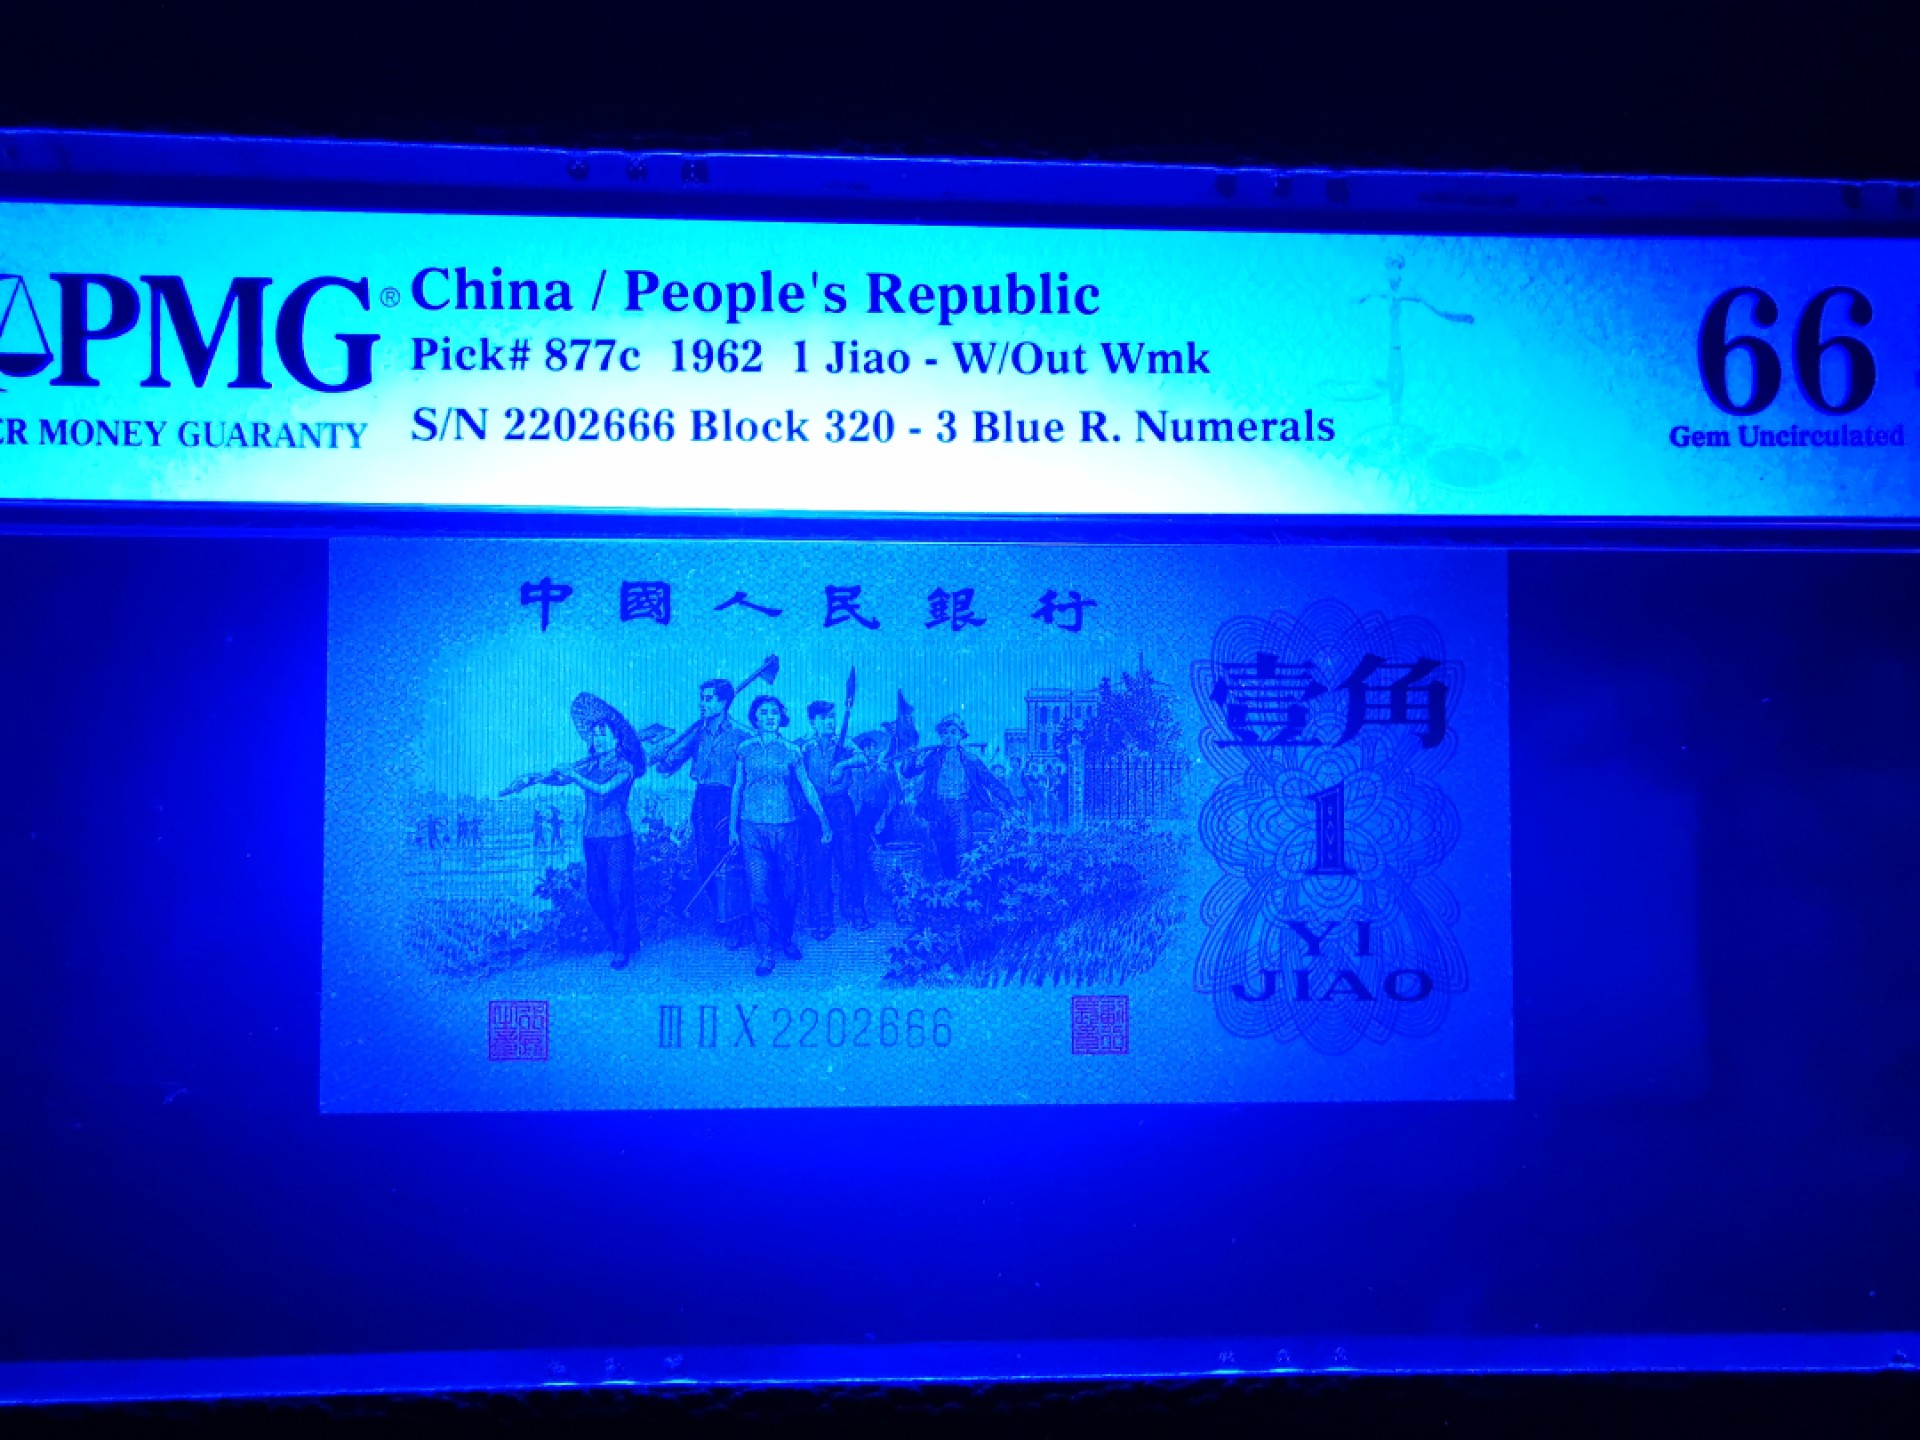 PMG®
ER MONEY GUARANTY
China / People's Republic
Pick# 877c 1962 1 Jiao - W/Out Wmk
S/N 2202666 Block 320 - 3 Blue R. Numerals
66
Gem Uncirculated
中國人民銀行
壹角
1
YI
JIAO
III II X 2202666